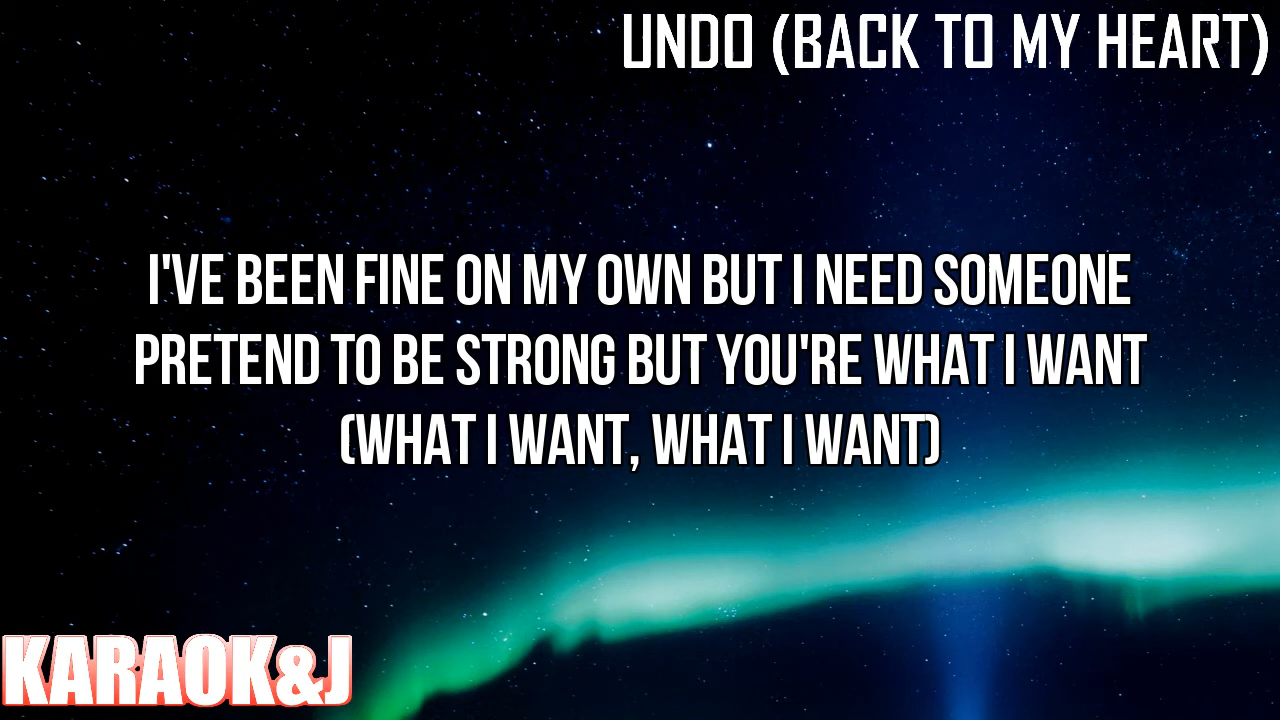 UNDO (BACK TO MY HEART)
I'VE BEEN FINE ON MY OWN BUT I NEED SOMEONE
PRETEND TO BE STRONG BUT YOU'RE WHAT I WANT
(WHAT I WANT, WHAT I WANT)
KARAOK&J